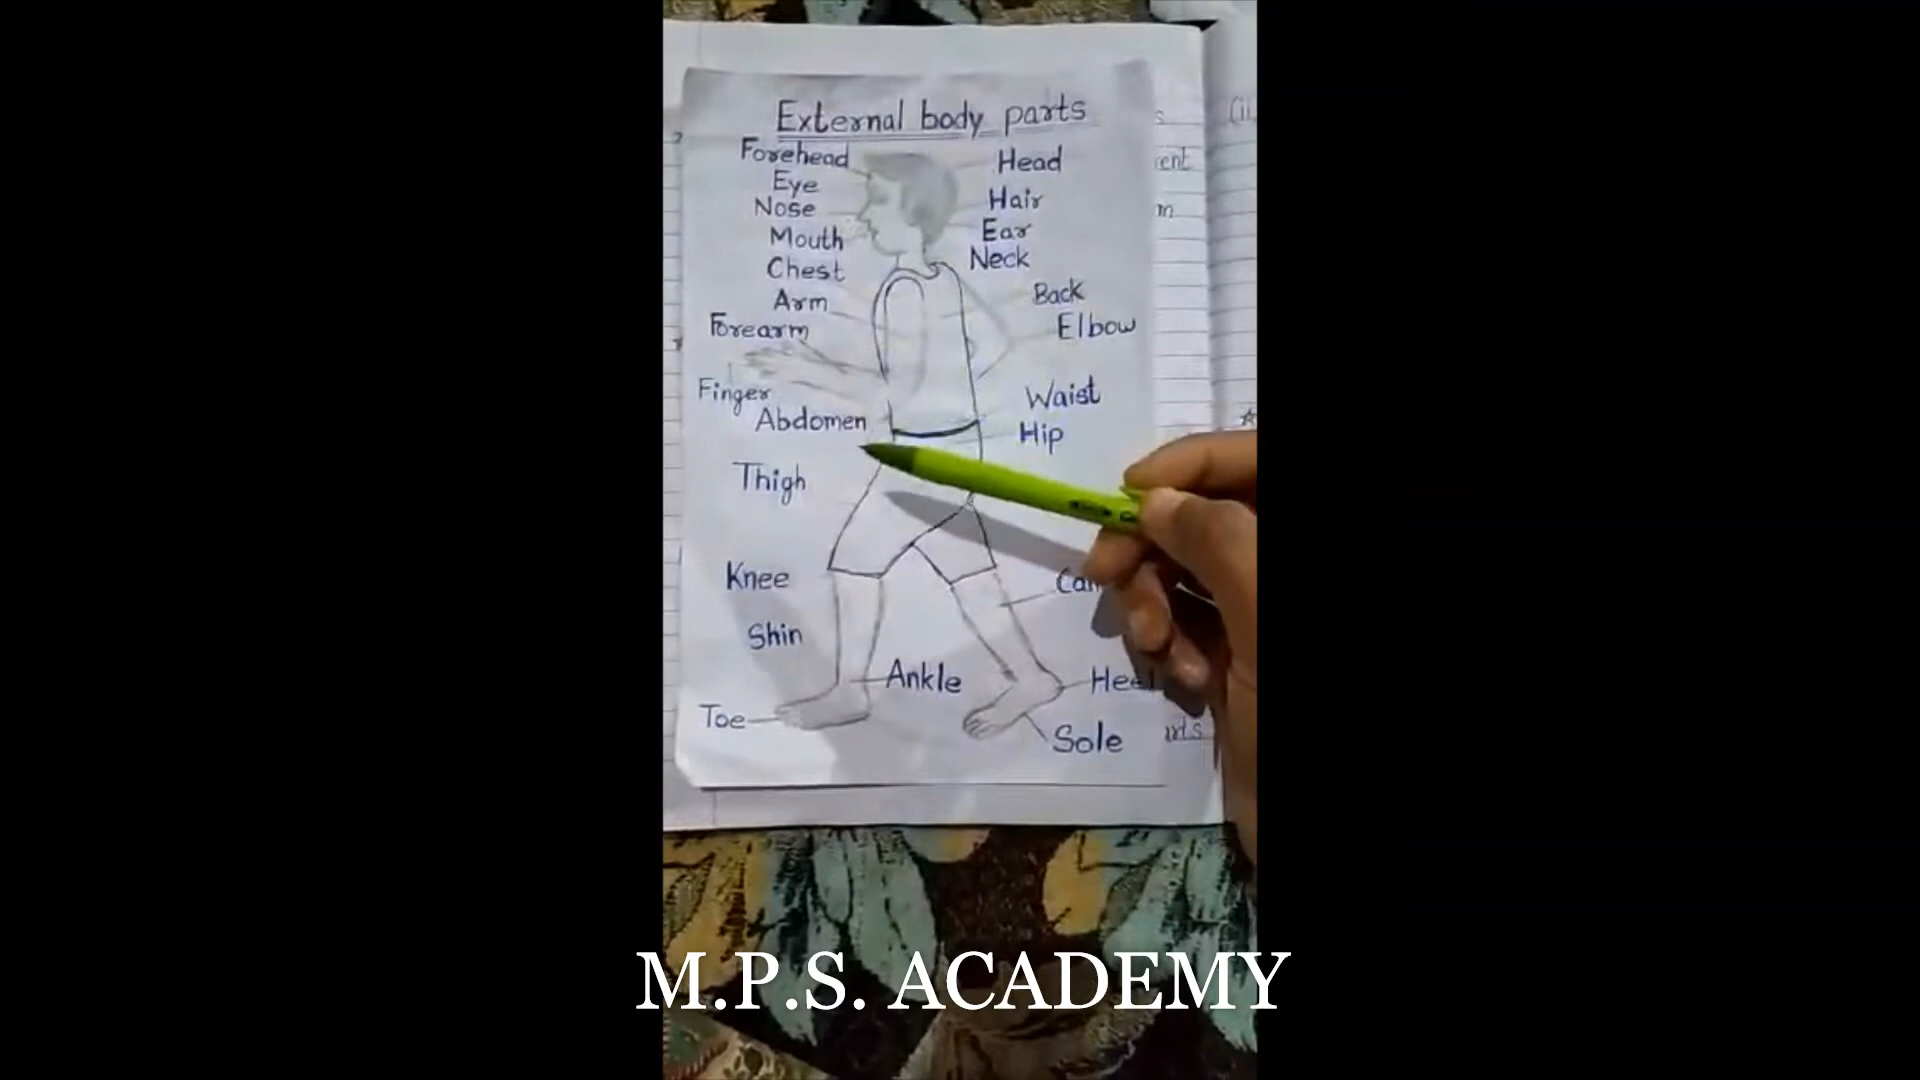 External body parts
Forehead
Eye
Nose
Mouth
Chest
Arm
Forearm
Finger
Abdomen
Thigh
Knee
Shin
Toe
Head
Hair
Ear
Neck
Back
Elbow
Waist
Hip
Ankle
Heel
Sole
M.P.S. ACADEMY